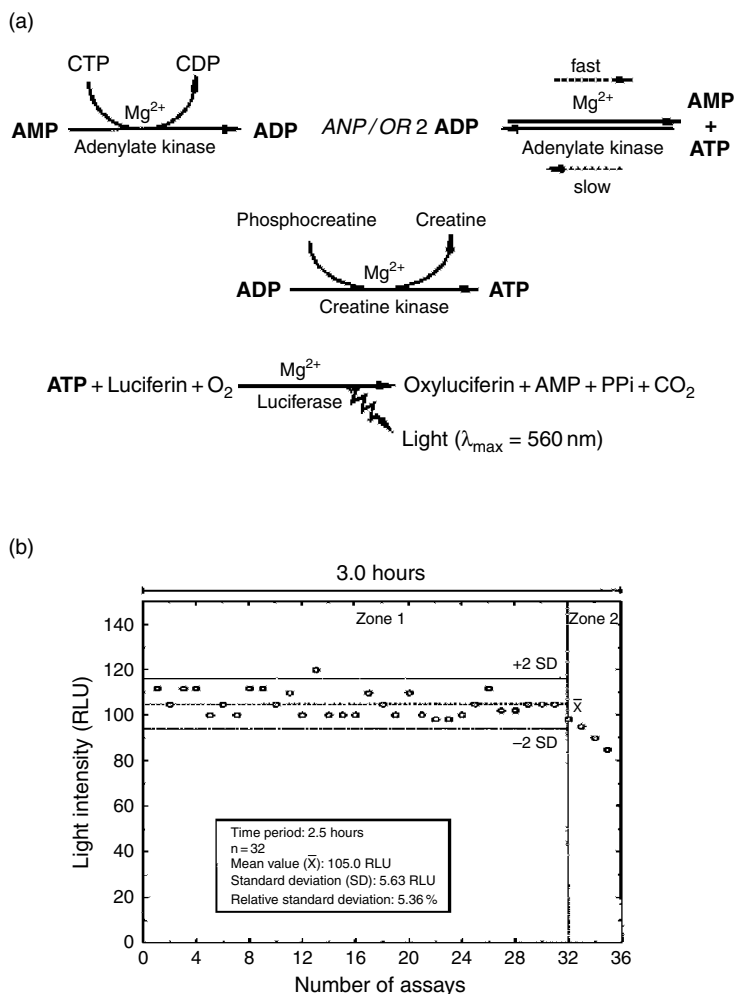 (a)
CTP CDP
Mg2+
AMP ADP
Adenylate kinase
ANP/OR 2 ADP
fast
Mg2+
Adenylate kinase
slow
AMP
+
ATP
Phosphocreatine Creatine
Mg2+
ADP ATP
Creatine kinase
Mg2+
ATP + Luciferin + O2 Oxyluciferin + AMP + PPi + CO2
Luciferase
Light (λmax = 560 nm)
(b)
3.0 hours
Zone 1 Zone 2
+2 SD
X̅
−2 SD
Light intensity (RLU)
140
120
100
80
60
40
20
0
Time period: 2.5 hours
n = 32
Mean value (X̅): 105.0 RLU
Standard deviation (SD): 5.63 RLU
Relative standard deviation: 5.36 %
0 4 8 12 16 20 24 28 32 36
Number of assays